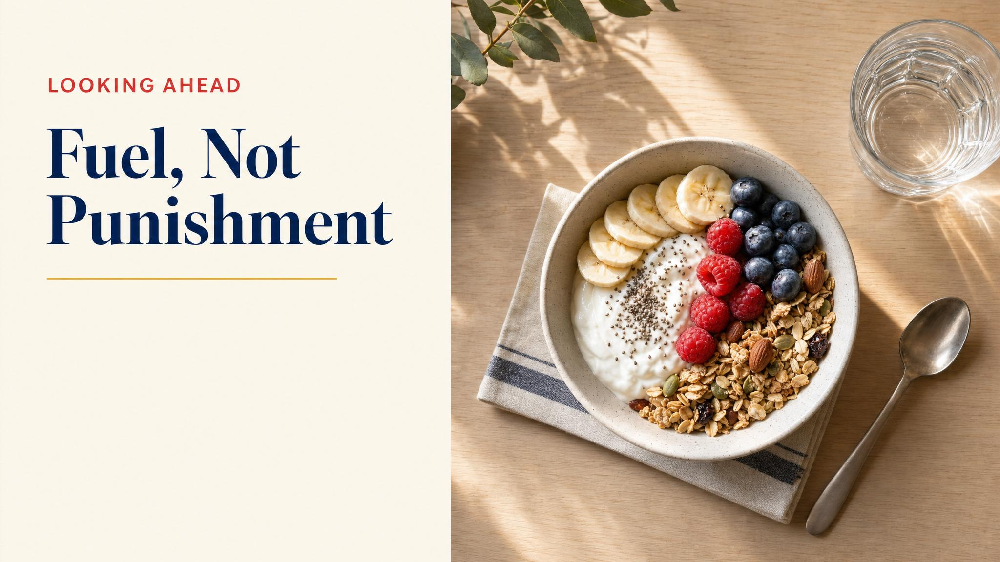 LOOKING AHEAD
Fuel, Not
Punishment